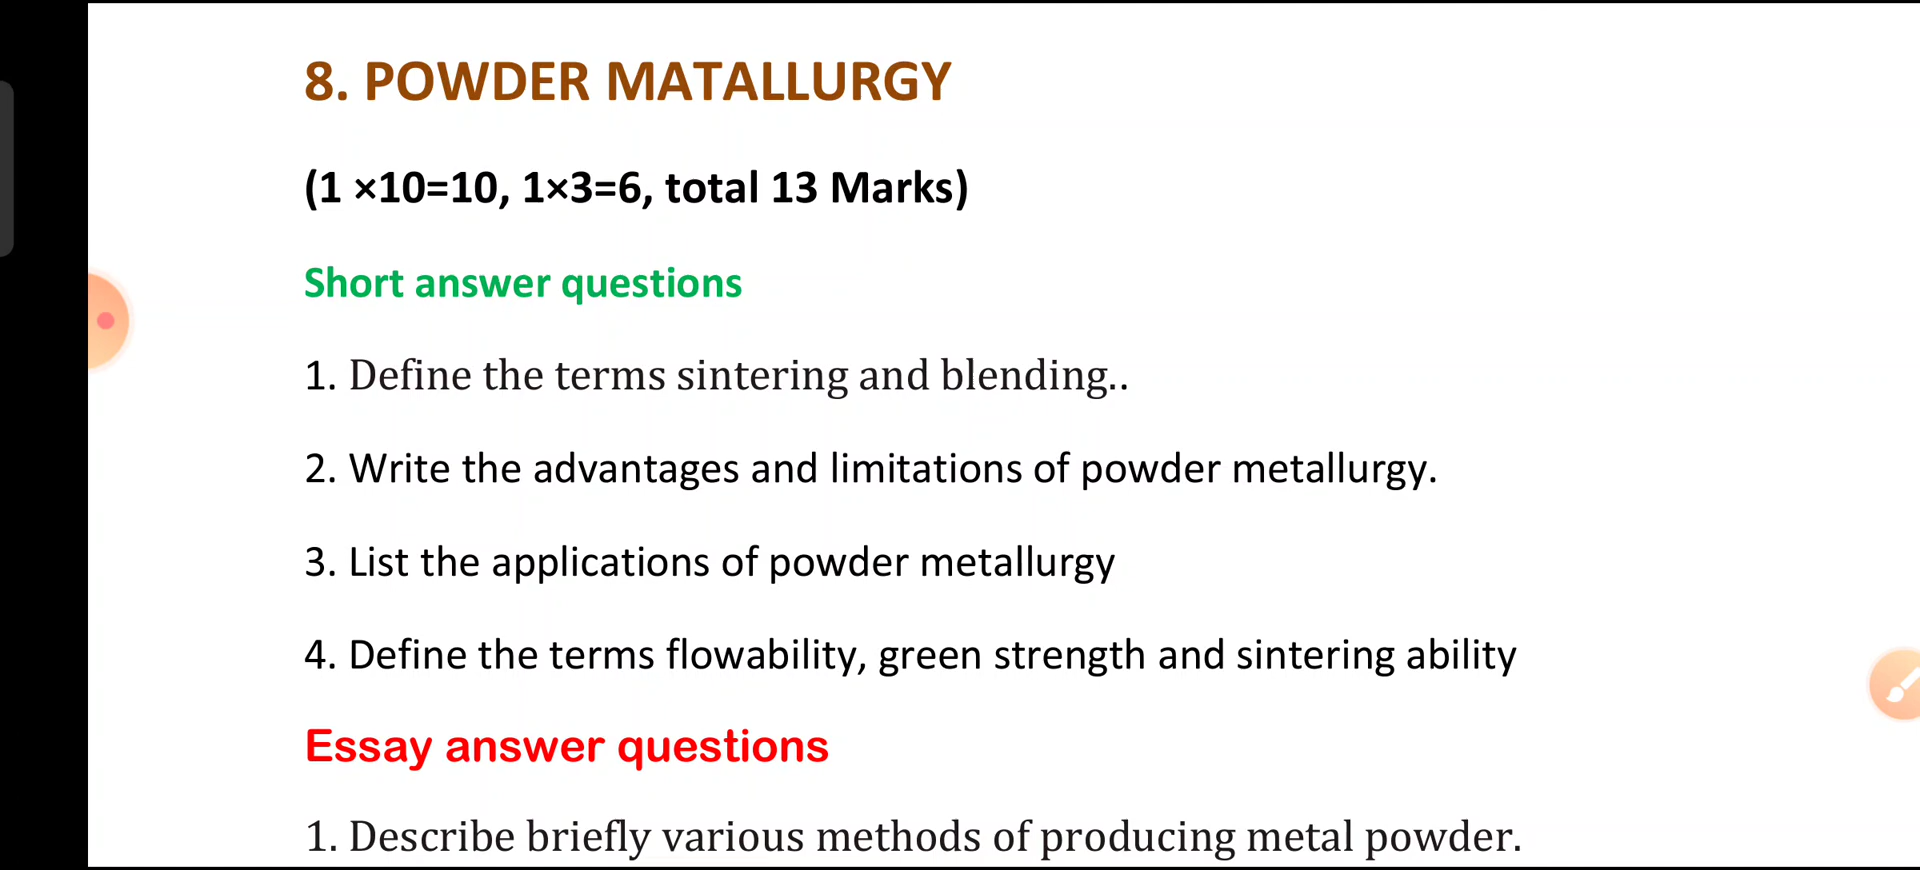 8. POWDER MATALLURGY
(1 ×10=10, 1×3=6, total 13 Marks)
Short answer questions
1. Define the terms sintering and blending..
2. Write the advantages and limitations of powder metallurgy.
3. List the applications of powder metallurgy
4. Define the terms flowability, green strength and sintering ability
Essay answer questions
1. Describe briefly various methods of producing metal powder.